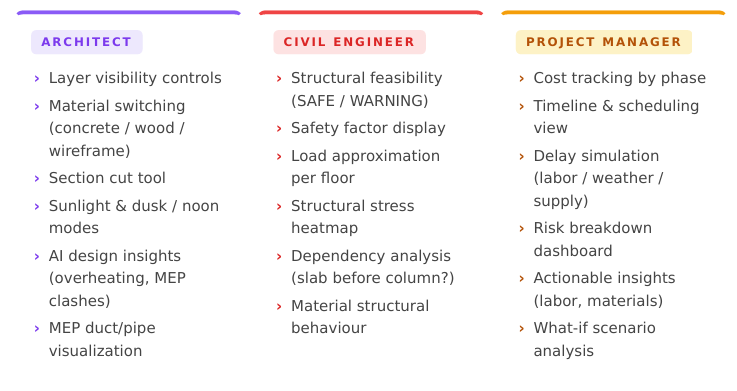 ARCHITECT
› Layer visibility controls
› Material switching
(concrete / wood /
wireframe)
› Section cut tool
› Sunlight & dusk / noon
modes
› AI design insights
(overheating, MEP
clashes)
› MEP duct/pipe
visualization
CIVIL ENGINEER
› Structural feasibility
(SAFE / WARNING)
› Safety factor display
› Load approximation
per floor
› Structural stress
heatmap
› Dependency analysis
(slab before column?)
› Material structural
behaviour
PROJECT MANAGER
› Cost tracking by phase
› Timeline & scheduling
view
› Delay simulation
(labor / weather /
supply)
› Risk breakdown
dashboard
› Actionable insights
(labor, materials)
› What-if scenario
analysis